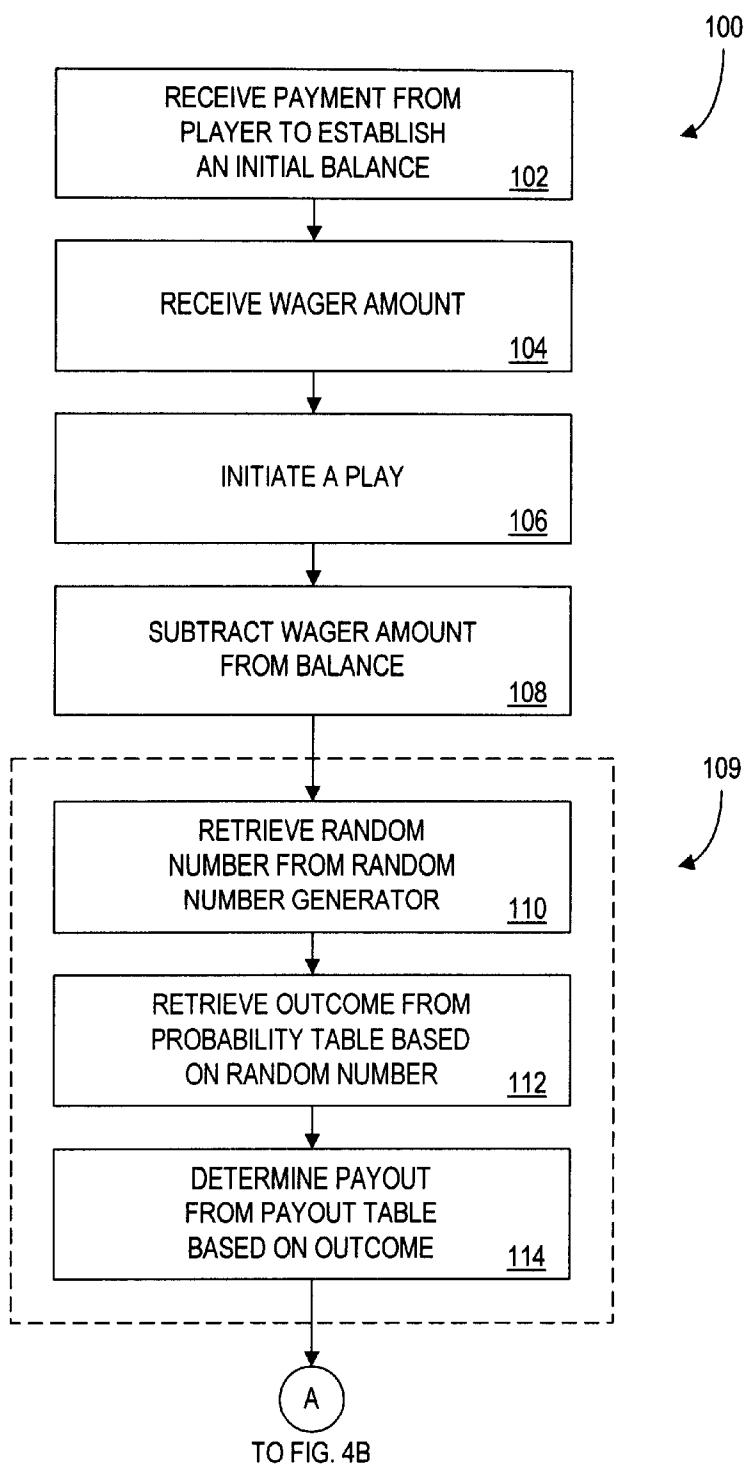 100
RECEIVE PAYMENT FROM
PLAYER TO ESTABLISH
AN INITIAL BALANCE
102
RECEIVE WAGER AMOUNT
104
INITIATE A PLAY
106
SUBTRACT WAGER AMOUNT
FROM BALANCE
108
109
RETRIEVE RANDOM
NUMBER FROM RANDOM
NUMBER GENERATOR
110
RETRIEVE OUTCOME FROM
PROBABILITY TABLE BASED
ON RANDOM NUMBER
112
DETERMINE PAYOUT
FROM PAYOUT TABLE
BASED ON OUTCOME
114
A
TO FIG. 4B